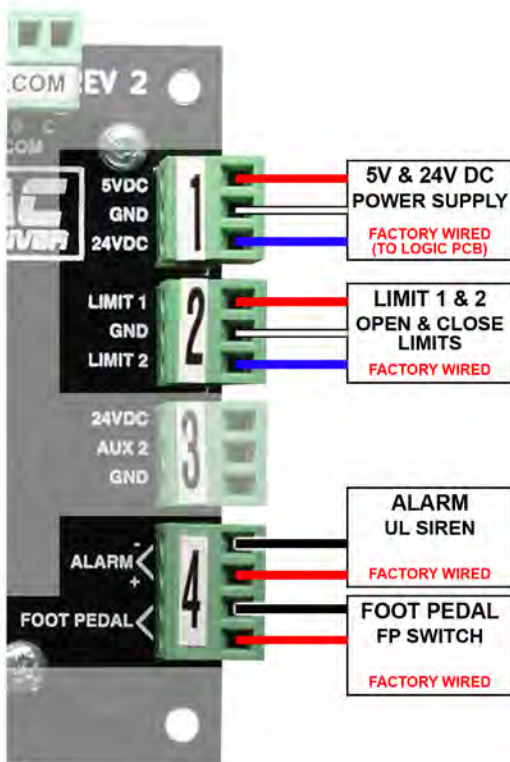 .COM
REV 2
COM
5VDC
GND
24VDC
1
5V & 24V DC
POWER SUPPLY
FACTORY WIRED
(TO LOGIC PCB)
LIMIT 1
GND
LIMIT 2
2
LIMIT 1 & 2
OPEN & CLOSE
LIMITS
FACTORY WIRED
24VDC
AUX 2
GND
3
-
ALARM
+
FOOT PEDAL
4
ALARM
UL SIREN
FACTORY WIRED
FOOT PEDAL
FP SWITCH
FACTORY WIRED